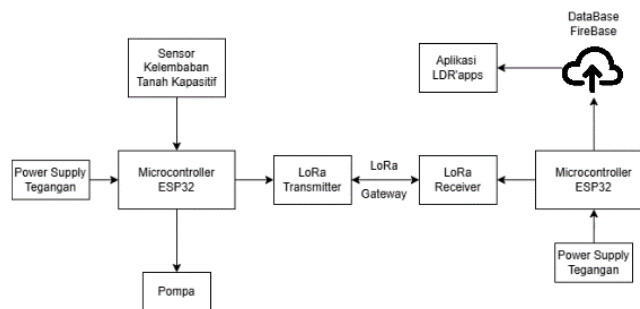 DataBase
FireBase
Sensor
Kelembaban
Tanah Kapasitif
Aplikasi
LDR'apps
Power Supply
Tegangan
Microcontroller
ESP32
LoRa
Transmitter
LoRa
Gateway
LoRa
Receiver
Microcontroller
ESP32
Pompa
Power Supply
Tegangan